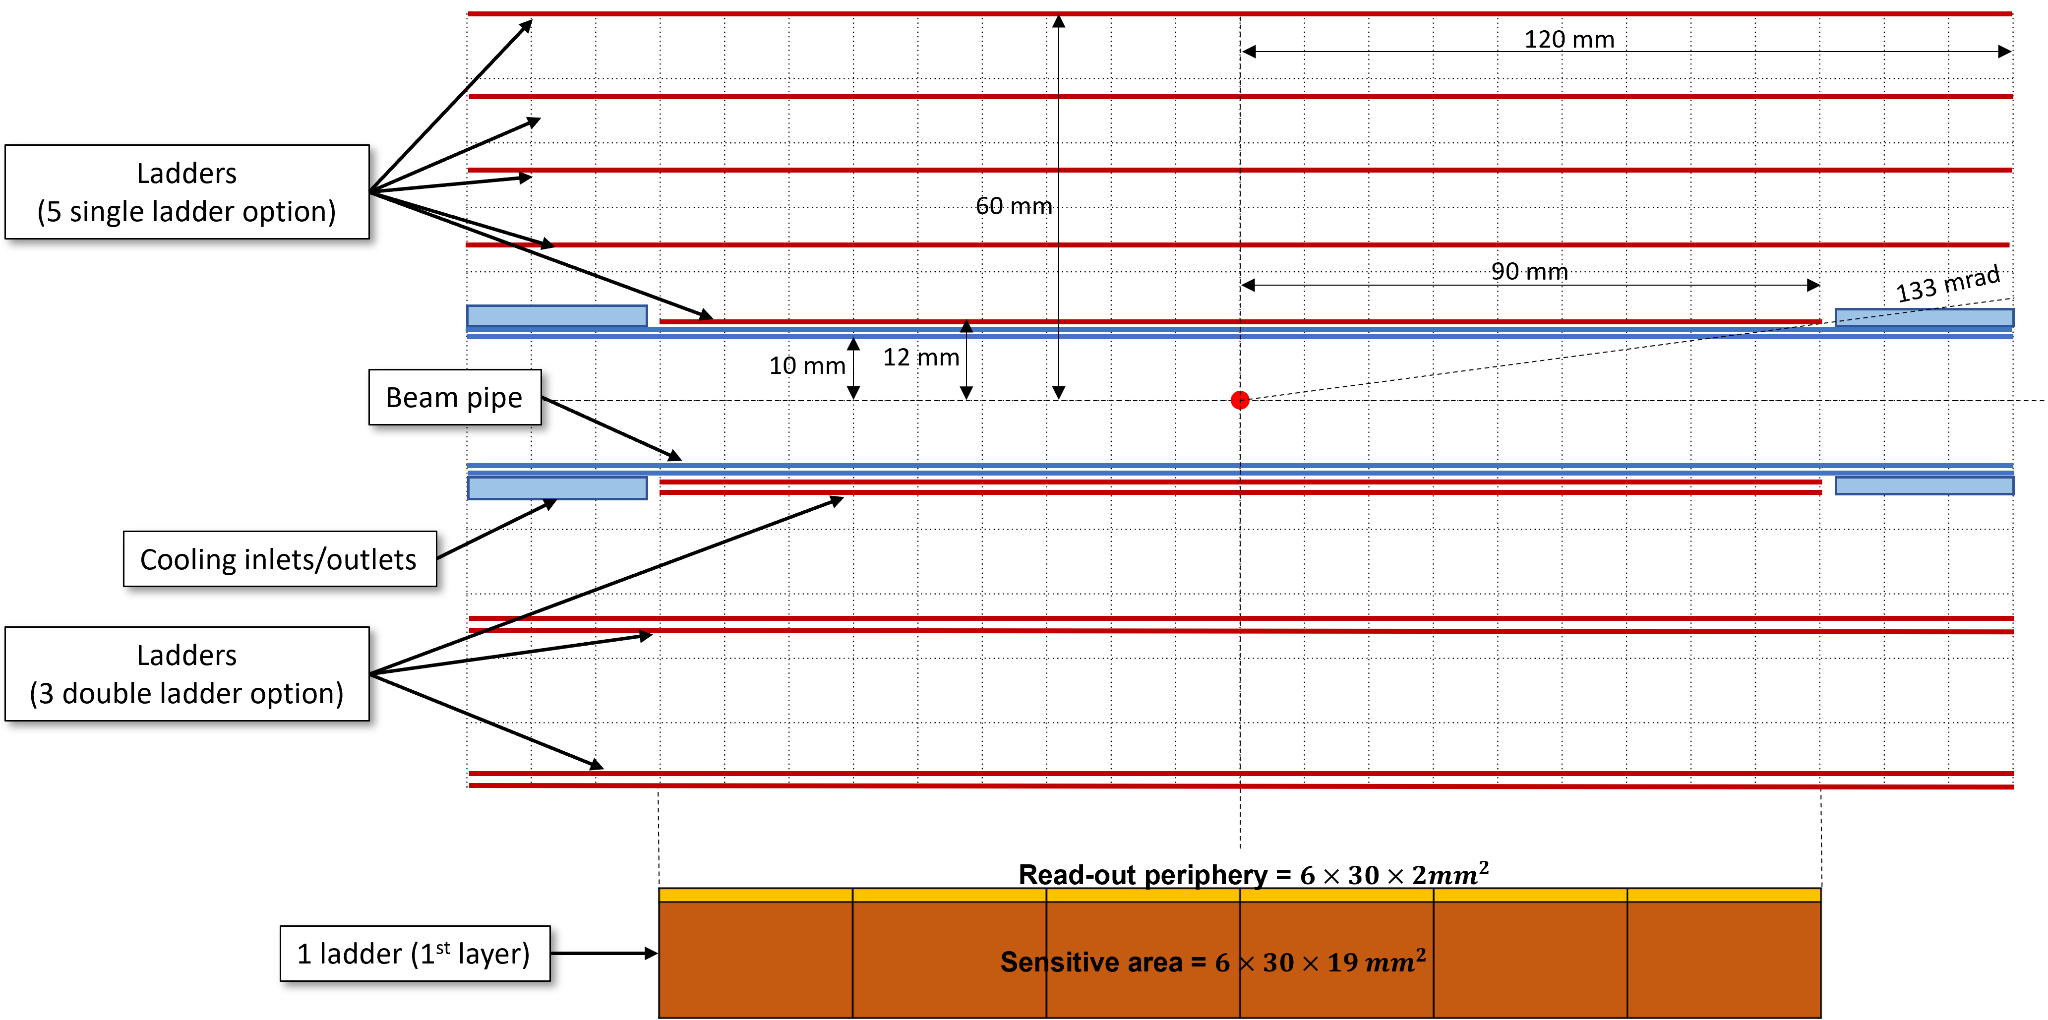 120 mm
Ladders
(5 single ladder option)
60 mm
90 mm
133 mrad
10 mm
12 mm
Beam pipe
Cooling inlets/outlets
Ladders
(3 double ladder option)
Read-out periphery = 6 × 30 × 2mm²
1 ladder (1st layer)
Sensitive area = 6 × 30 × 19 mm²